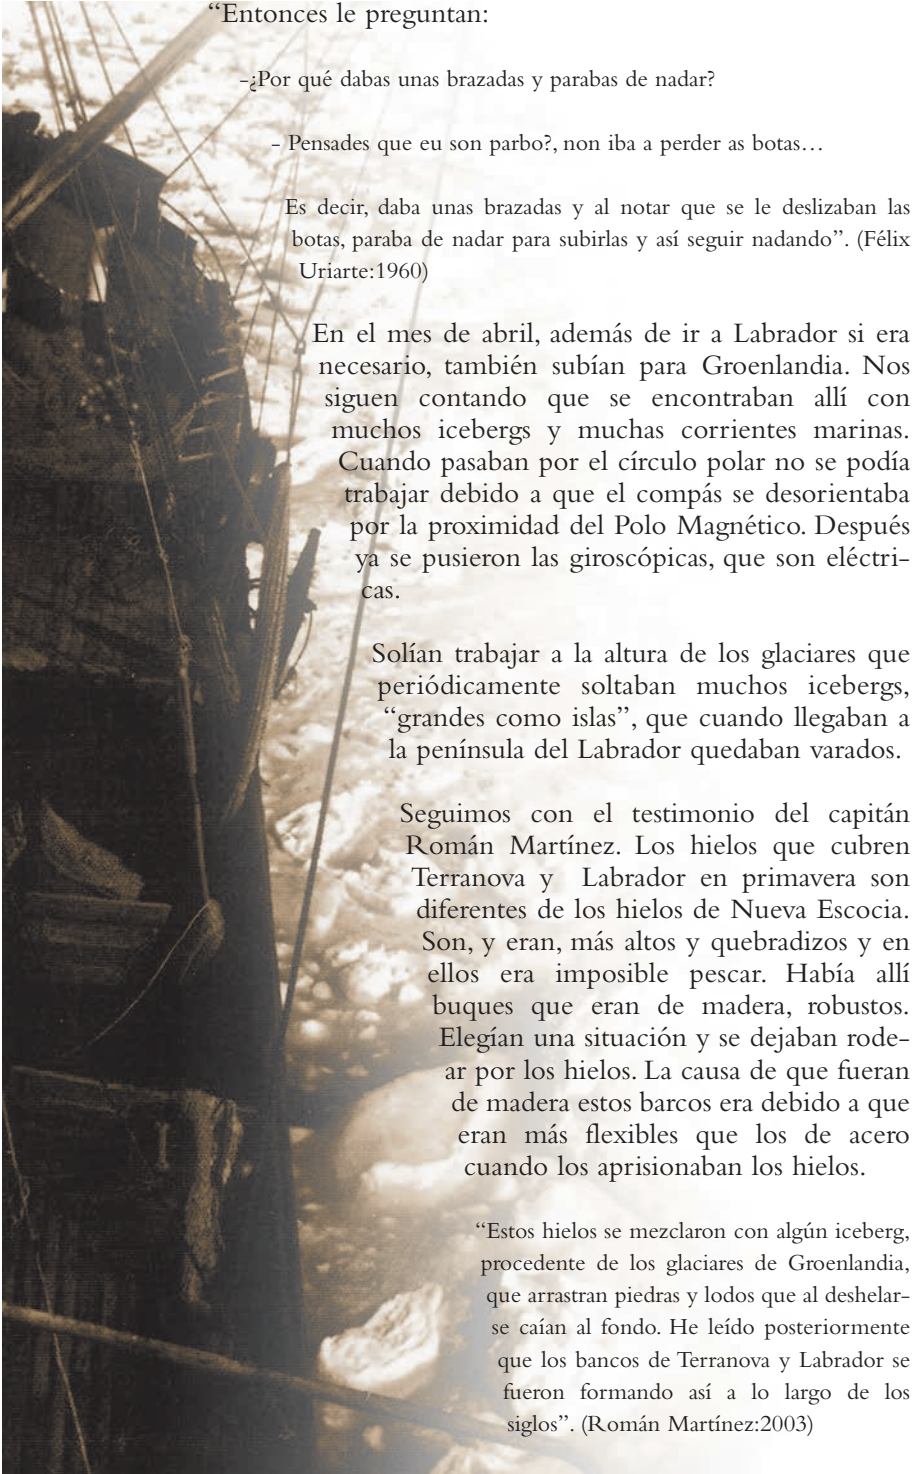 “Entonces le preguntan:
-¿Por qué dabas unas brazadas y parabas de nadar?
- Pensades que eu son parbo?, non iba a perder as botas…
Es decir, daba unas brazadas y al notar que se le deslizaban las
botas, paraba de nadar para subirlas y así seguir nadando”. (Félix
Uriarte:1960)
En el mes de abril, además de ir a Labrador si era
necesario, también subían para Groenlandia. Nos
siguen contando que se encontraban allí con
muchos icebergs y muchas corrientes marinas.
Cuando pasaban por el círculo polar no se podía
trabajar debido a que el compás se desorientaba
por la proximidad del Polo Magnético. Después
ya se pusieron las giroscópicas, que son eléctri-
cas.
Solían trabajar a la altura de los glaciares que
periódicamente soltaban muchos icebergs,
“grandes como islas”, que cuando llegaban a
la península del Labrador quedaban varados.
Seguimos con el testimonio del capitán
Román Martínez. Los hielos que cubren
Terranova y Labrador en primavera son
diferentes de los hielos de Nueva Escocia.
Son, y eran, más altos y quebradizos y en
ellos era imposible pescar. Había allí
buques que eran de madera, robustos.
Elegían una situación y se dejaban rode-
ar por los hielos. La causa de que fueran
de madera estos barcos era debido a que
eran más flexibles que los de acero
cuando los aprisionaban los hielos.
“Estos hielos se mezclaron con algún iceberg,
procedente de los glaciares de Groenlandia,
que arrastran piedras y lodos que al deshelar-
se caían al fondo. He leído posteriormente
que los bancos de Terranova y Labrador se
fueron formando así a lo largo de los
siglos”. (Román Martínez:2003)